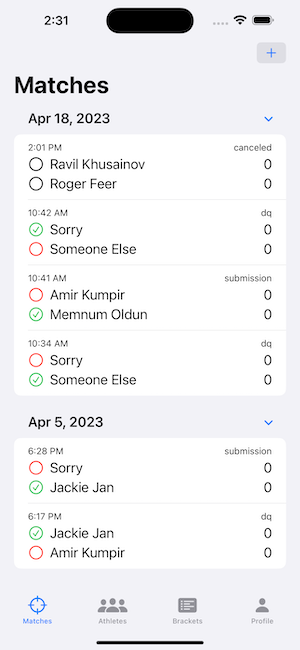 2:31
Matches
Apr 18, 2023
2:01 PM canceled
Ravil Khusainov 0
Roger Feer 0
10:42 AM dq
Sorry 0
Someone Else 0
10:41 AM submission
Amir Kumpir 0
Memnum Oldun 0
10:34 AM dq
Sorry 0
Someone Else 0
Apr 5, 2023
6:28 PM submission
Sorry 0
Jackie Jan 0
6:17 PM dq
Jackie Jan 0
Amir Kumpir 0
Matches Athletes Brackets Profile